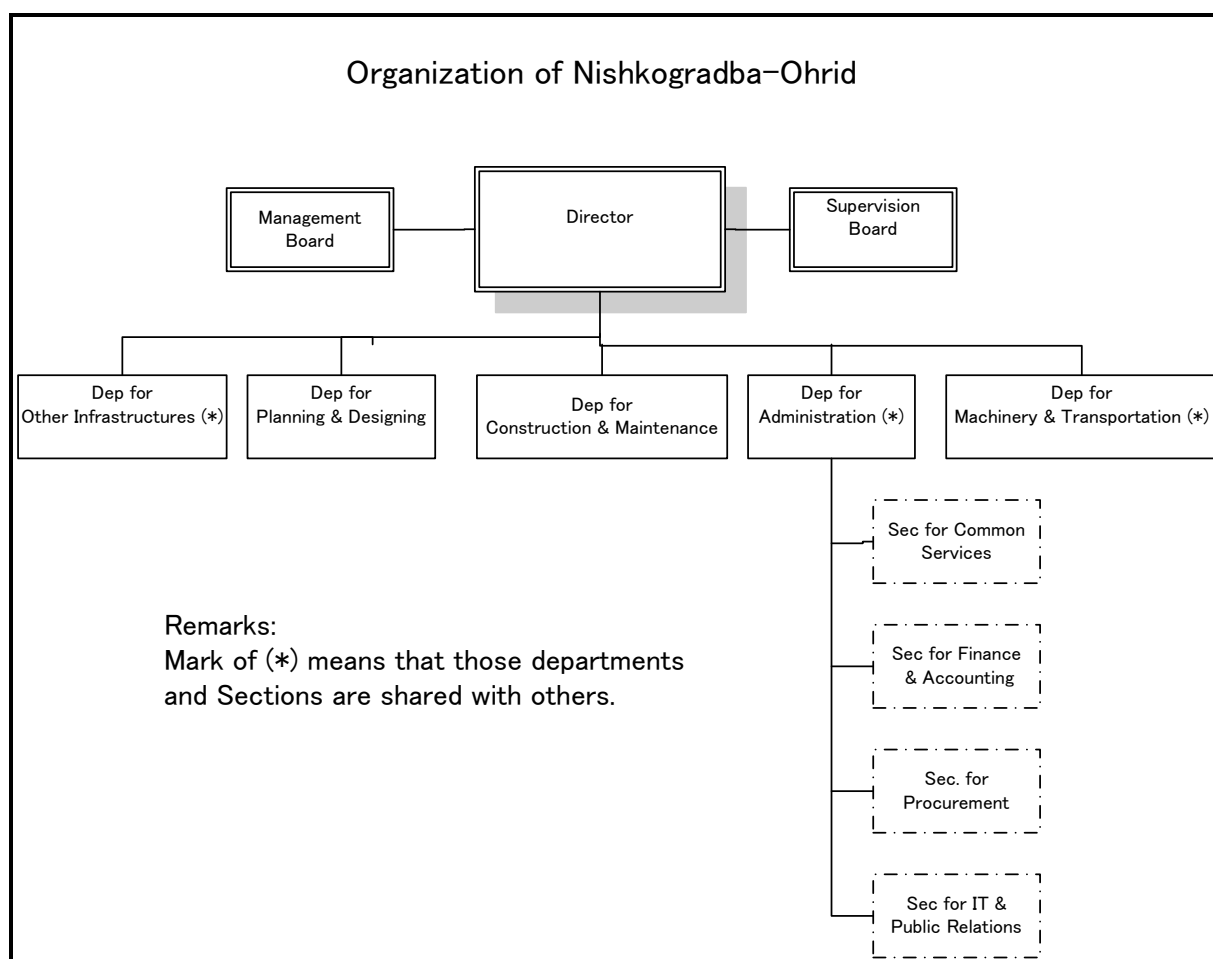 Organization of Nishkogradba-Ohrid
Management
Board
Director
Supervision
Board
Dep for
Other Infrastructures (*)
Dep for
Planning & Designing
Dep for
Construction & Maintenance
Dep for
Administration (*)
Dep for
Machinery & Transportation (*)
Sec for Common
Services
Sec for Finance
& Accounting
Sec. for
Procurement
Sec for IT &
Public Relations
Remarks:
Mark of (*) means that those departments
and Sections are shared with others.